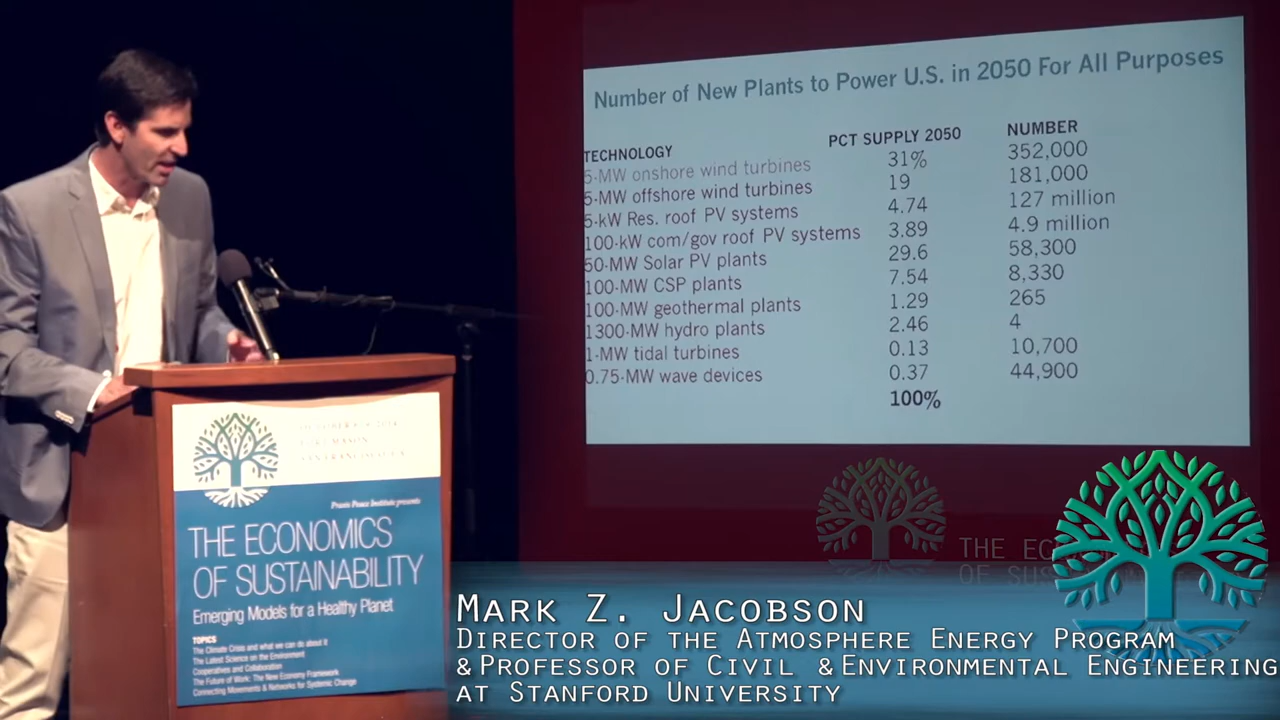 Number of New Plants to Power U.S. in 2050 For All Purposes
TECHNOLOGY PCT SUPPLY 2050 NUMBER
5-MW onshore wind turbines 31% 352,000
5-MW offshore wind turbines 19 181,000
5-kW Res. roof PV systems 4.74 127 million
100-kW com/gov roof PV systems 3.89 4.9 million
50-MW Solar PV plants 29.6 58,300
100-MW CSP plants 7.54 8,330
100-MW geothermal plants 1.29 265
1300-MW hydro plants 2.46 4
1-MW tidal turbines 0.13 10,700
0.75-MW wave devices 0.37 44,900
100%
Praxis Peace Institute presents
THE ECONOMICS
OF SUSTAINABILITY
Emerging Models for a Healthy Planet
TOPICS
The Climate Crisis and what we can do about it
The Latest Science on the Environment
Cooperatives and Collaboration
The Future of Work: The New Economy Framework
Connecting Movements & Networks for Systemic Change
THE ECO
OF SUS
MARK Z. JACOBSON
DIRECTOR OF THE ATMOSPHERE ENERGY PROGRAM
& PROFESSOR OF CIVIL & ENVIRONMENTAL ENGINEERING
AT STANFORD UNIVERSITY